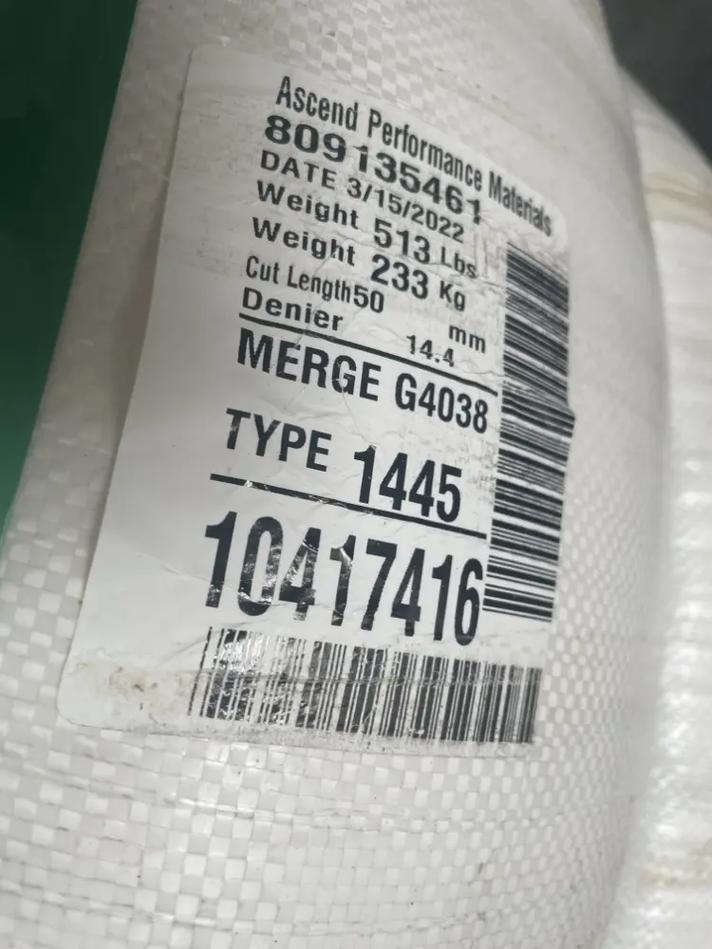 Ascend Performance Materials
809135461
DATE 3/15/2022
Weight 513 Lbs
Weight 233 Kg
Cut Length50 mm
Denier 14.4
MERGE G4038
TYPE 1445
10417416